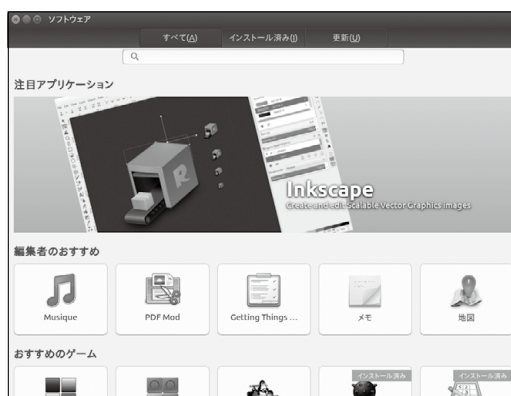 ソフトウェア
すべて(A) インストール済み(I) 更新(U)
注目アプリケーション
Inkscape
Create and edit Scalable Vector Graphics images
編集者のおすすめ
Musique PDF Mod Getting Things ... メモ 地図
おすすめのゲーム
インストール済み インストール済み